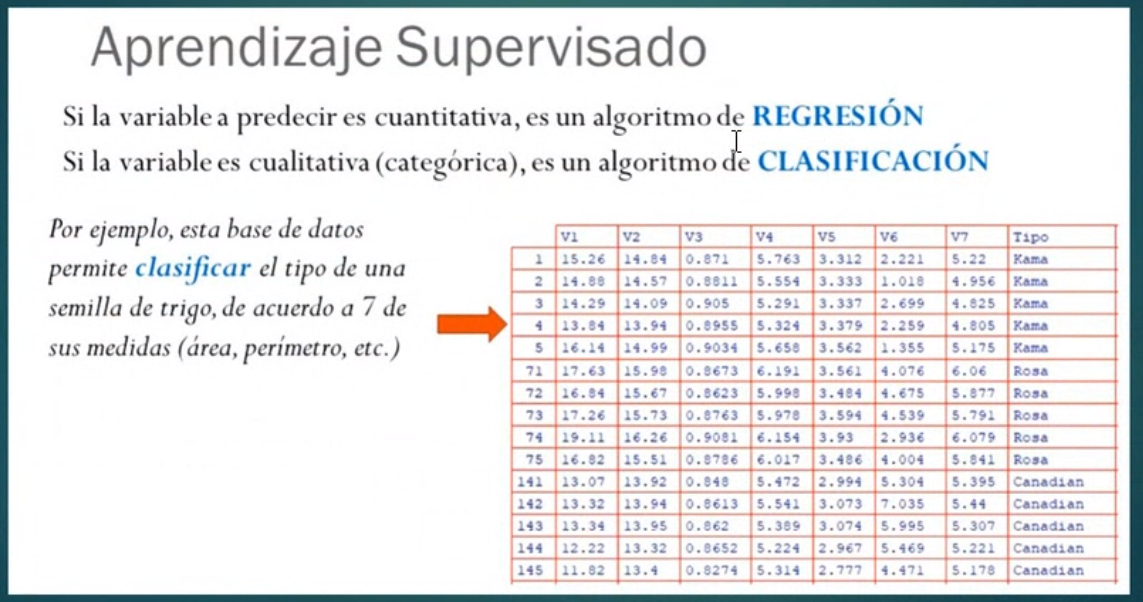 Aprendizaje Supervisado
Si la variable a predecir es cuantitativa, es un algoritmo de REGRESIÓN
Si la variable es cualitativa (categórica), es un algoritmo de CLASIFICACIÓN
Por ejemplo, esta base de datos
permite clasificar el tipo de una
semilla de trigo, de acuerdo a 7 de
sus medidas (área, perímetro, etc.)
V1 V2 V3 V4 V5 V6 V7 Tipo
1 15.26 14.84 0.871 5.763 3.312 2.221 5.22 Kama
2 14.88 14.57 0.8811 5.554 3.333 1.018 4.956 Kama
3 14.29 14.09 0.905 5.291 3.337 2.699 4.825 Kama
4 13.84 13.94 0.8955 5.324 3.379 2.259 4.805 Kama
5 16.14 14.99 0.9034 5.658 3.562 1.355 5.175 Kama
71 17.63 15.98 0.8673 6.191 3.561 4.076 6.06 Rosa
72 16.84 15.67 0.8623 5.998 3.484 4.675 5.877 Rosa
73 17.26 15.73 0.8763 5.978 3.594 4.539 5.791 Rosa
74 19.11 16.26 0.9081 6.154 3.93 2.936 6.079 Rosa
75 16.82 15.51 0.8786 6.017 3.486 4.004 5.841 Rosa
141 13.07 13.92 0.848 5.472 2.994 5.304 5.395 Canadian
142 13.32 13.94 0.8613 5.541 3.073 7.035 5.44 Canadian
143 13.34 13.95 0.862 5.389 3.074 5.995 5.307 Canadian
144 12.22 13.32 0.8652 5.224 2.967 5.469 5.221 Canadian
145 11.82 13.4 0.8274 5.314 2.777 4.471 5.178 Canadian